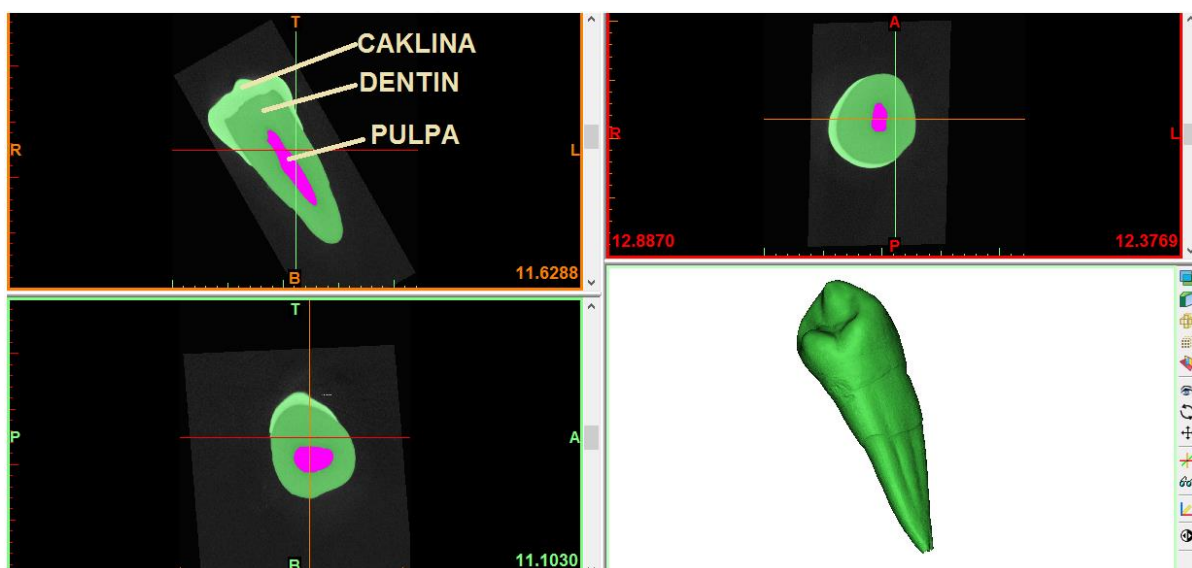 T
CAKLINA
DENTIN
PULPA
R
L
B
11.6288
A
R
L
12.8870
P
12.3769
T
P
A
B
11.1030